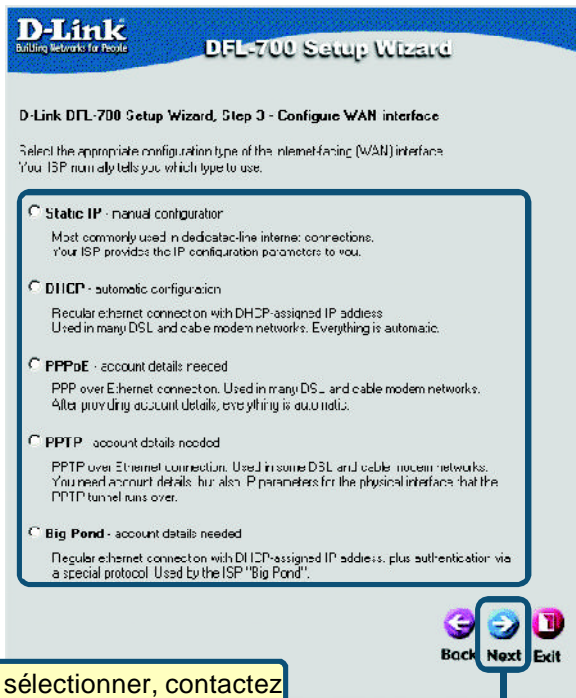 D-Link
Building Networks for People
DFL-700 Setup Wizard
D-Link DFL-700 Setup Wizard, Step 3 - Configure WAN interface
Select the appropriate configuration type of the internet-facing (WAN) interface
Your ISP normally tells you which type to use.
Static IP - manual configuration
Most commonly used in dedicated-line internet connections.
Your ISP provides the IP configuration parameters to you.
DHCP - automatic configuration
Regular ethernet connection with DHCP-assigned IP address
Used in many DSL and cable modem networks. Everything is automatic.
PPPoE - account details needed
PPP over Ethernet connection. Used in many DSL and cable modem networks.
After providing account details, everything is automatic.
PPTP - account details needed
PPTP over Ethernet connection. Used in some DSL and cable modem networks.
You need account details, but also IP parameters for the physical interface that the
PPTP tunnel runs over.
Big Pond - account details needed
Regular ethernet connection with DHCP-assigned IP address, plus authentication via
a special protocol. Used by the ISP "Big Pond".
Back Next Exit
sélectionner, contactez